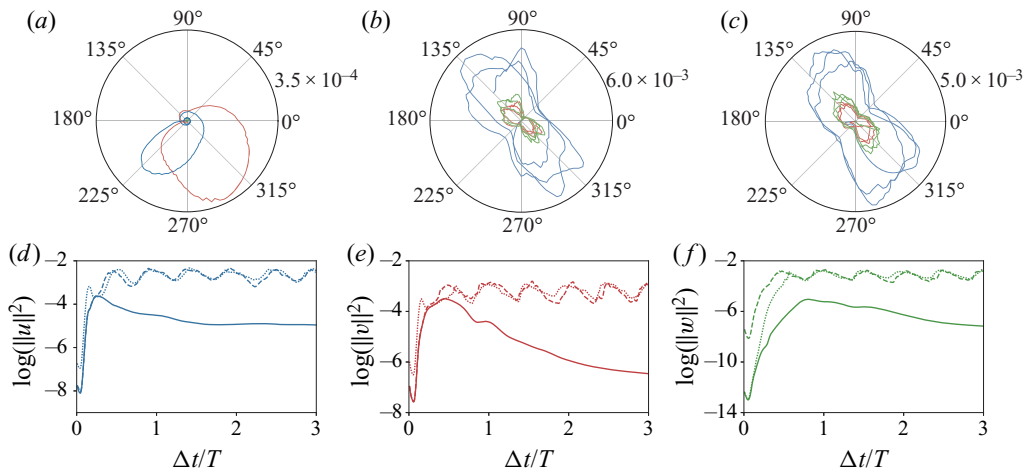 (a)
90°
135°
45°
3.5 × 10⁻⁴
180°
0°
225°
315°
270°
(b)
90°
135°
45°
6.0 × 10⁻³
180°
0°
225°
315°
270°
(c)
90°
135°
45°
5.0 × 10⁻³
180°
0°
225°
315°
270°
(d)
log(||u||²)
−2
−4
−6
−8
0 1 2 3
Δt/T
(e)
log(||v||²)
−2
−4
−6
−8
0 1 2 3
Δt/T
(f)
log(||w||²)
−2
−6
−10
−14
0 1 2 3
Δt/T